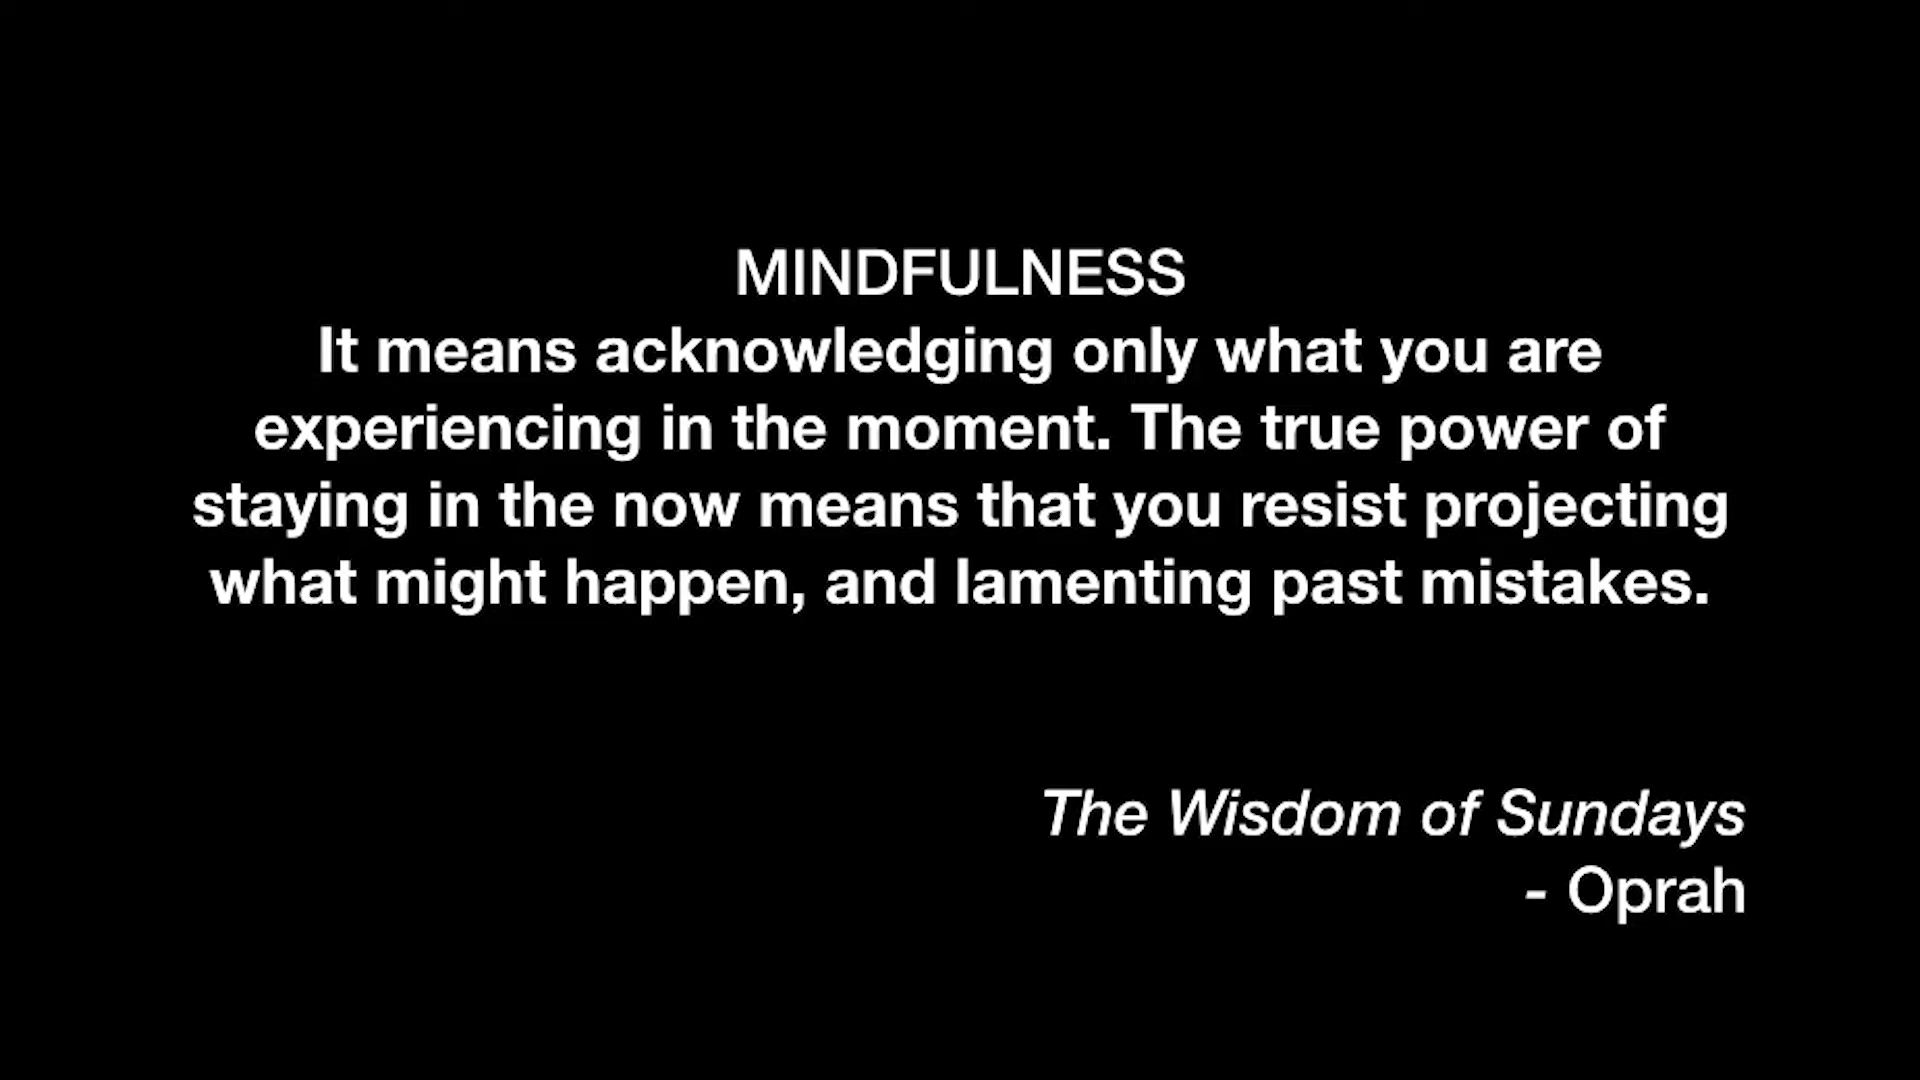 MINDFULNESS
It means acknowledging only what you are
experiencing in the moment. The true power of
staying in the now means that you resist projecting
what might happen, and lamenting past mistakes.
The Wisdom of Sundays
- Oprah